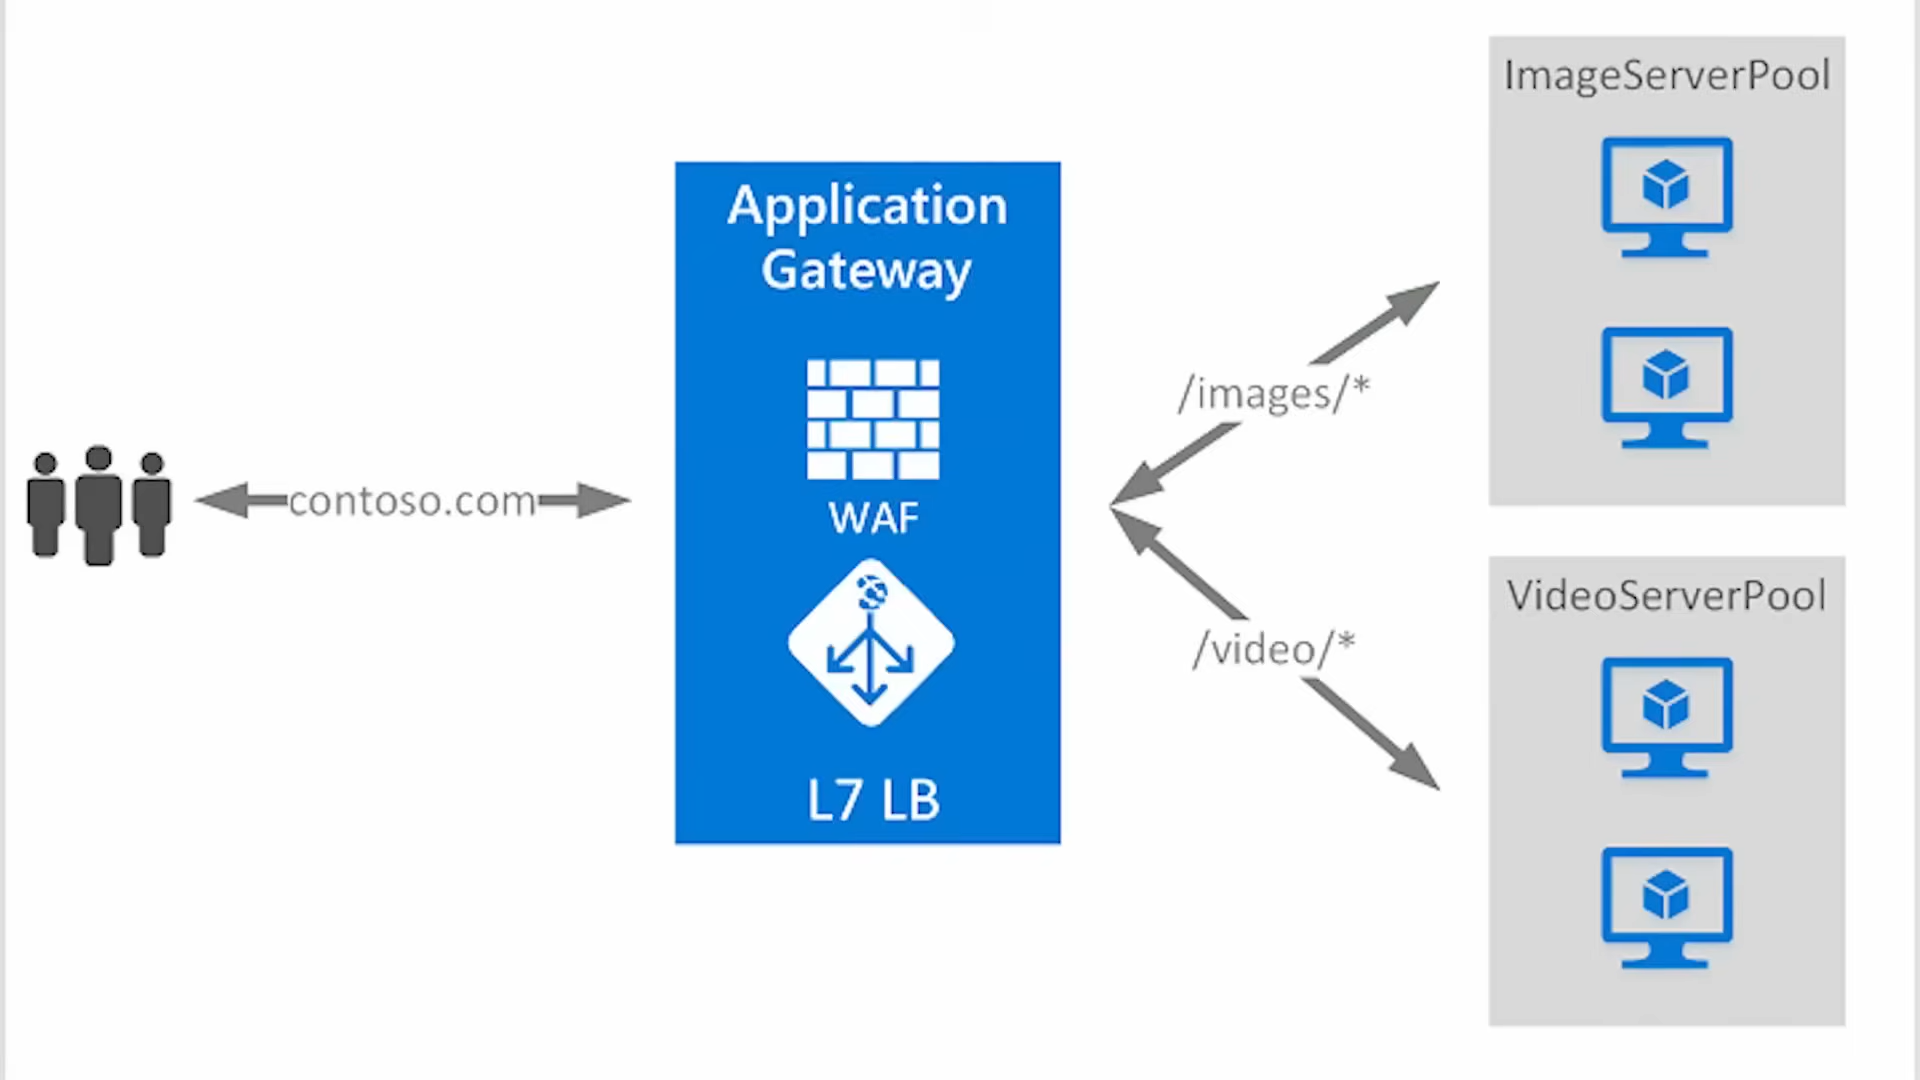 ImageServerPool
Application
Gateway
/images/*
contoso.com
WAF
VideoServerPool
/video/*
L7 LB